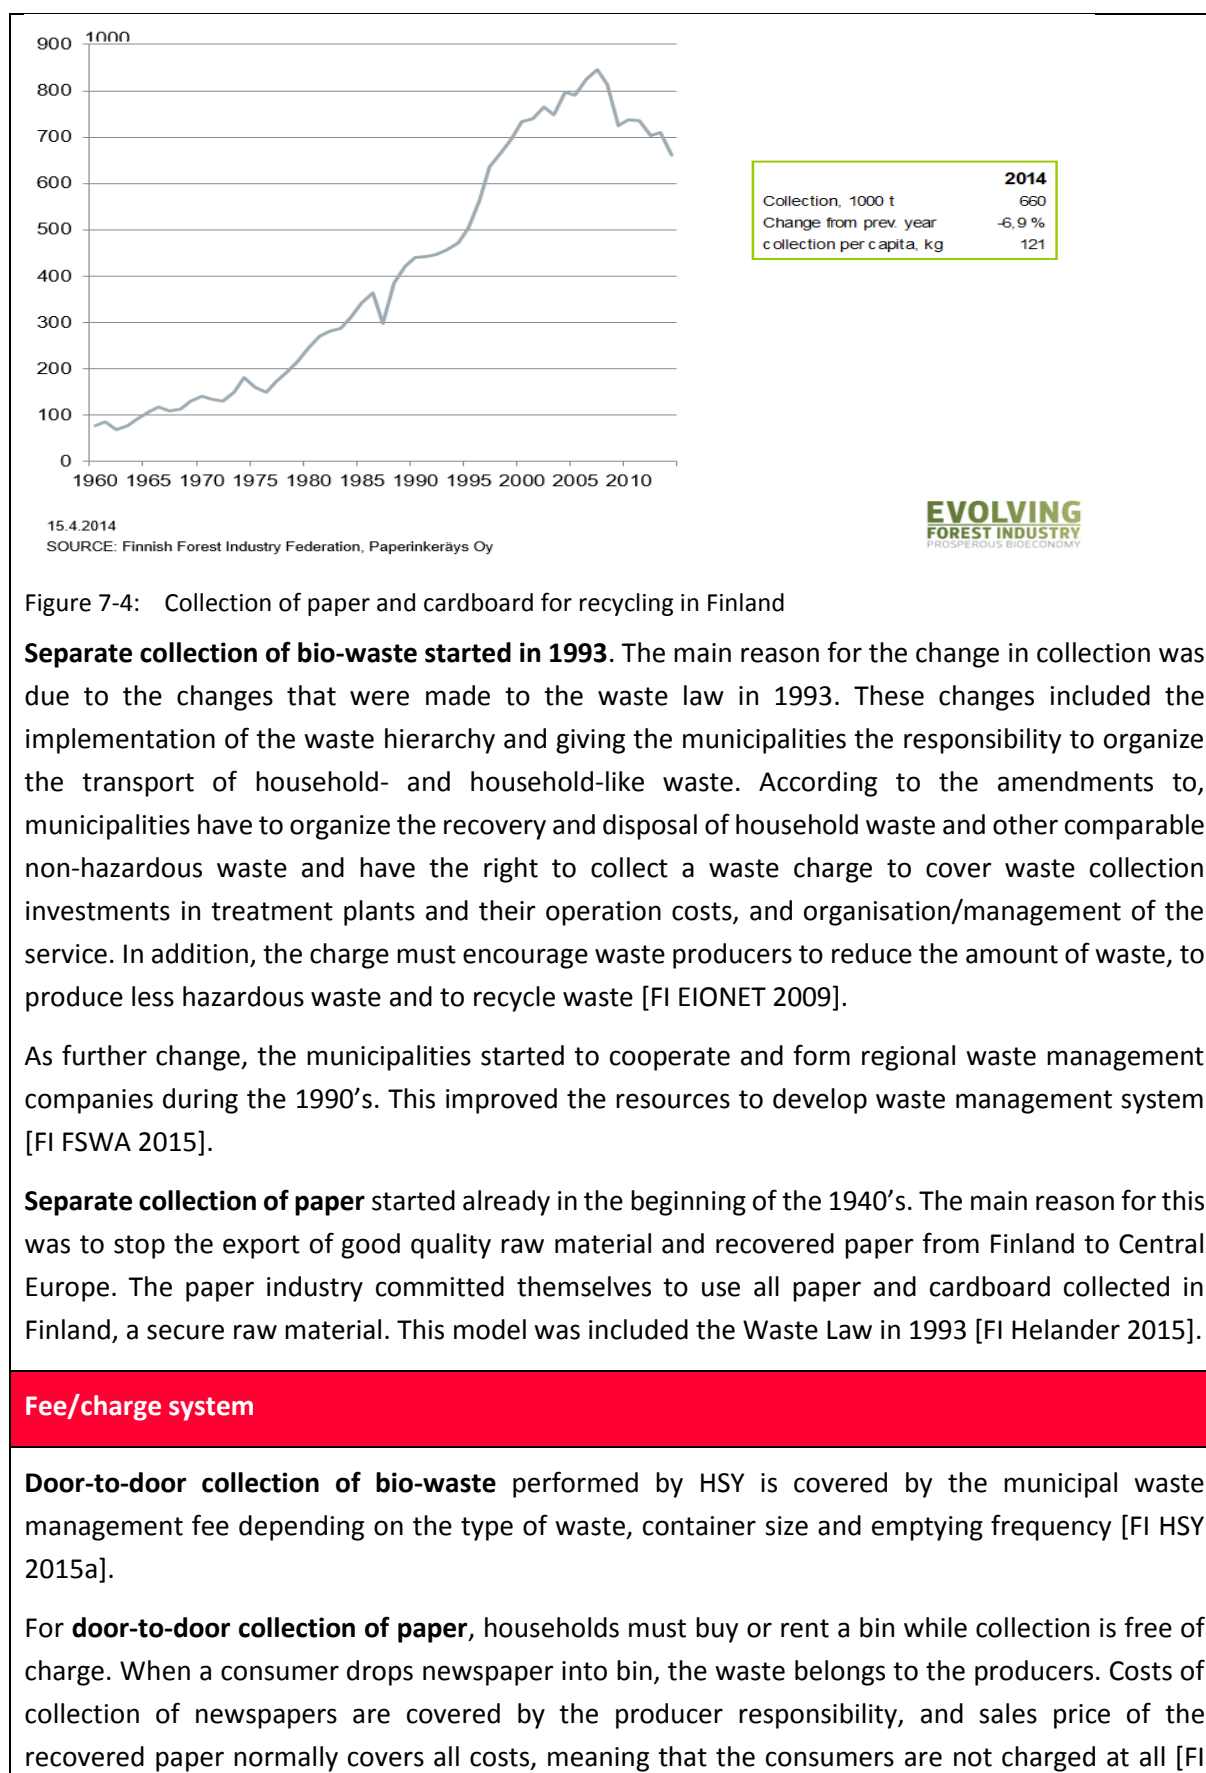 1000
900
800
700
600
500
400
300
200
100
0
1960 1965 1970 1975 1980 1985 1990 1995 2000 2005 2010
2014
Collection, 1000 t 660
Change from prev. year -6,9 %
collection per capita, kg 121
15.4.2014
SOURCE: Finnish Forest Industry Federation, Paperinkeräys Oy
EVOLVING
FOREST INDUSTRY
PROSPEROUS BIOECONOMY
Figure 7-4: Collection of paper and cardboard for recycling in Finland
Separate collection of bio-waste started in 1993. The main reason for the change in collection was
due to the changes that were made to the waste law in 1993. These changes included the
implementation of the waste hierarchy and giving the municipalities the responsibility to organize
the transport of household- and household-like waste. According to the amendments to,
municipalities have to organize the recovery and disposal of household waste and other comparable
non-hazardous waste and have the right to collect a waste charge to cover waste collection
investments in treatment plants and their operation costs, and organisation/management of the
service. In addition, the charge must encourage waste producers to reduce the amount of waste, to
produce less hazardous waste and to recycle waste [FI EIONET 2009].
As further change, the municipalities started to cooperate and form regional waste management
companies during the 1990’s. This improved the resources to develop waste management system
[FI FSWA 2015].
Separate collection of paper started already in the beginning of the 1940’s. The main reason for this
was to stop the export of good quality raw material and recovered paper from Finland to Central
Europe. The paper industry committed themselves to use all paper and cardboard collected in
Finland, a secure raw material. This model was included the Waste Law in 1993 [FI Helander 2015].
Fee/charge system
Door-to-door collection of bio-waste performed by HSY is covered by the municipal waste
management fee depending on the type of waste, container size and emptying frequency [FI HSY
2015a].
For door-to-door collection of paper, households must buy or rent a bin while collection is free of
charge. When a consumer drops newspaper into bin, the waste belongs to the producers. Costs of
collection of newspapers are covered by the producer responsibility, and sales price of the
recovered paper normally covers all costs, meaning that the consumers are not charged at all [FI